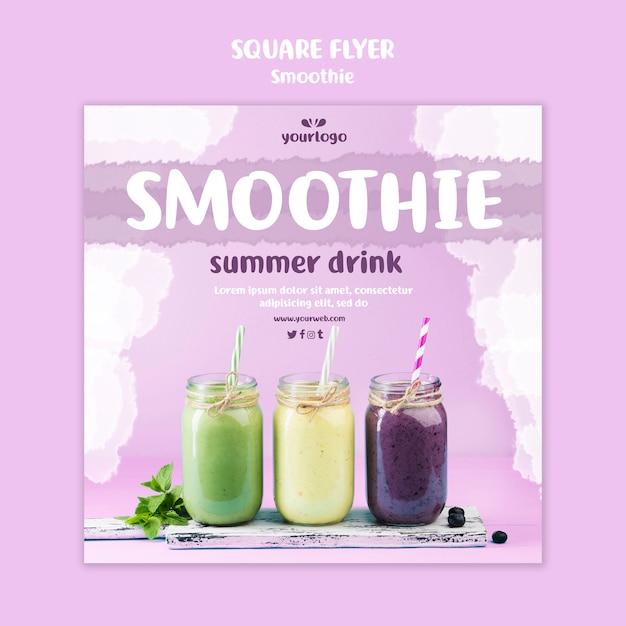 SQUARE FLYER
Smoothie
yourlogo
SMOOTHIE
summer drink
Lorem ipsum dolor sit amet, consectetur
adipisicing elit, sed do
www.yourweb.com